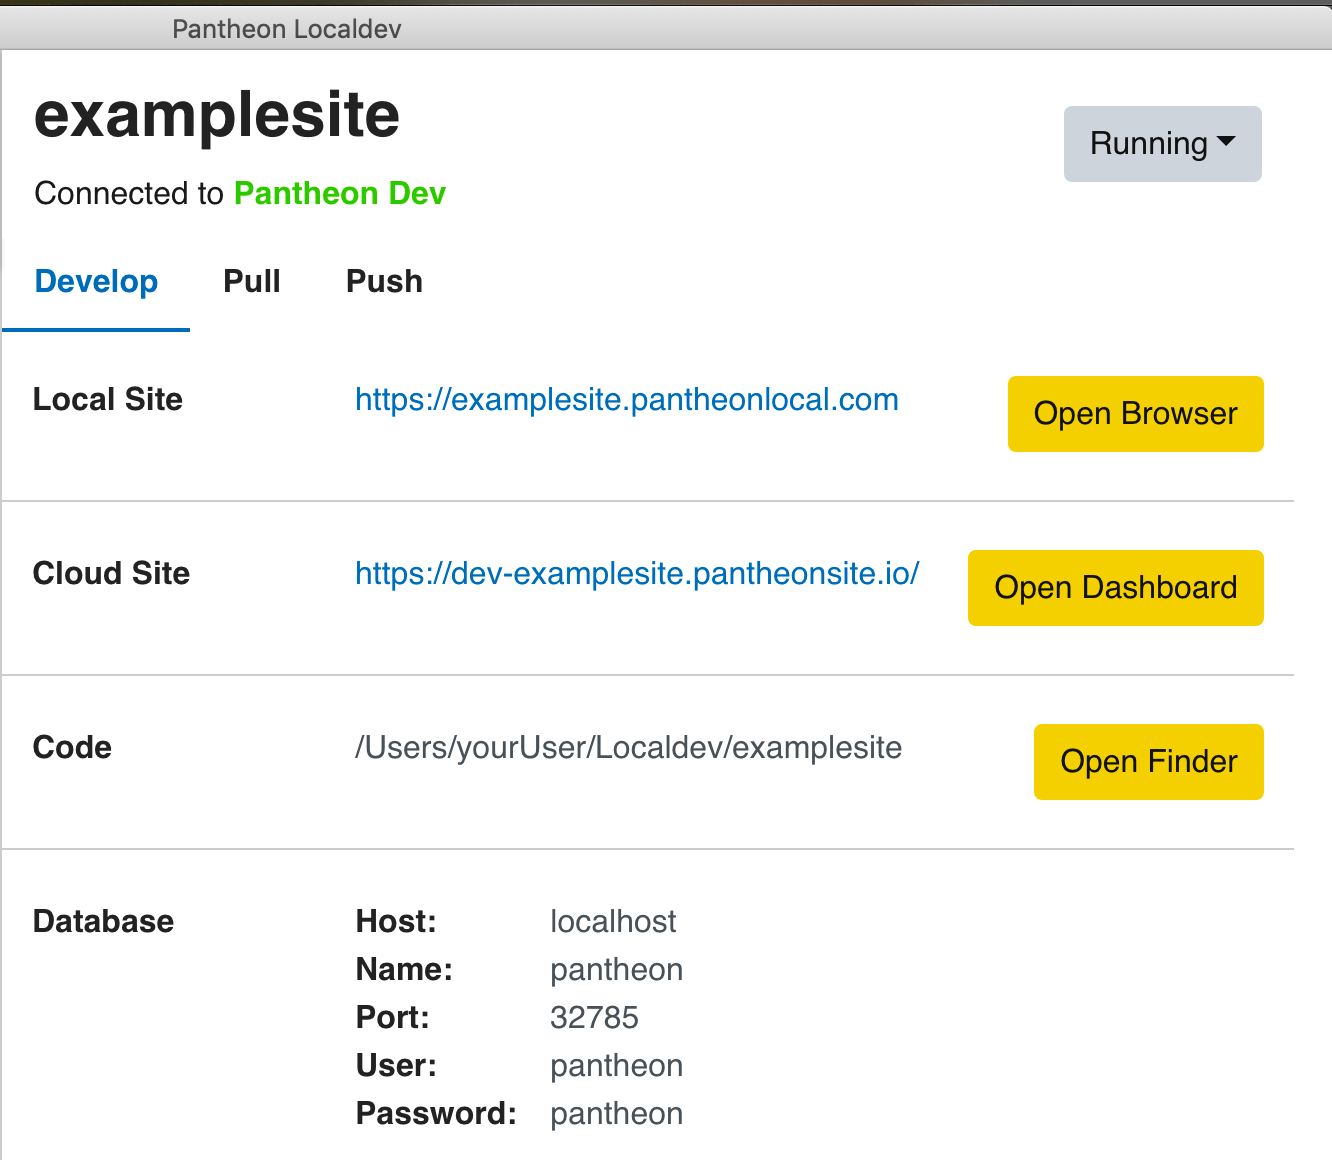 Pantheon Localdev
examplesite
Running
Connected to Pantheon Dev
Develop Pull Push
Local Site https://examplesite.pantheonlocal.com Open Browser
Cloud Site https://dev-examplesite.pantheonsite.io/ Open Dashboard
Code /Users/yourUser/Localdev/examplesite Open Finder
Database Host: localhost
Name: pantheon
Port: 32785
User: pantheon
Password: pantheon